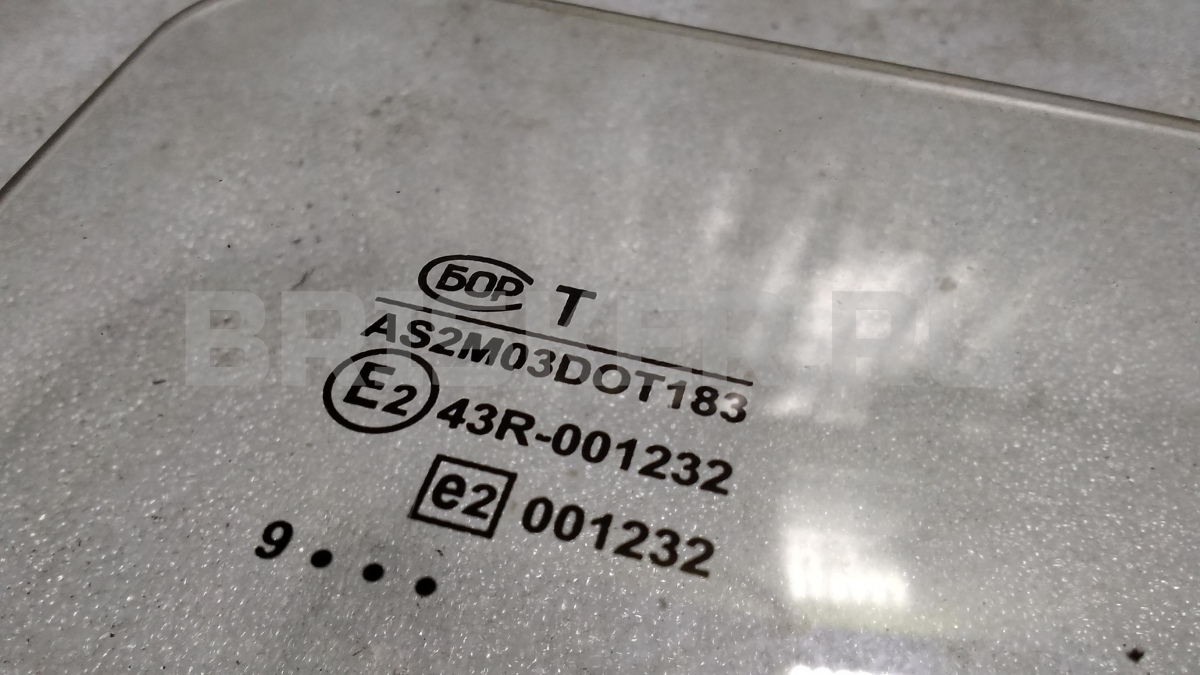 БОР T
AS2M03DOT183
E2 43R-001232
e2 001232
9 • • •